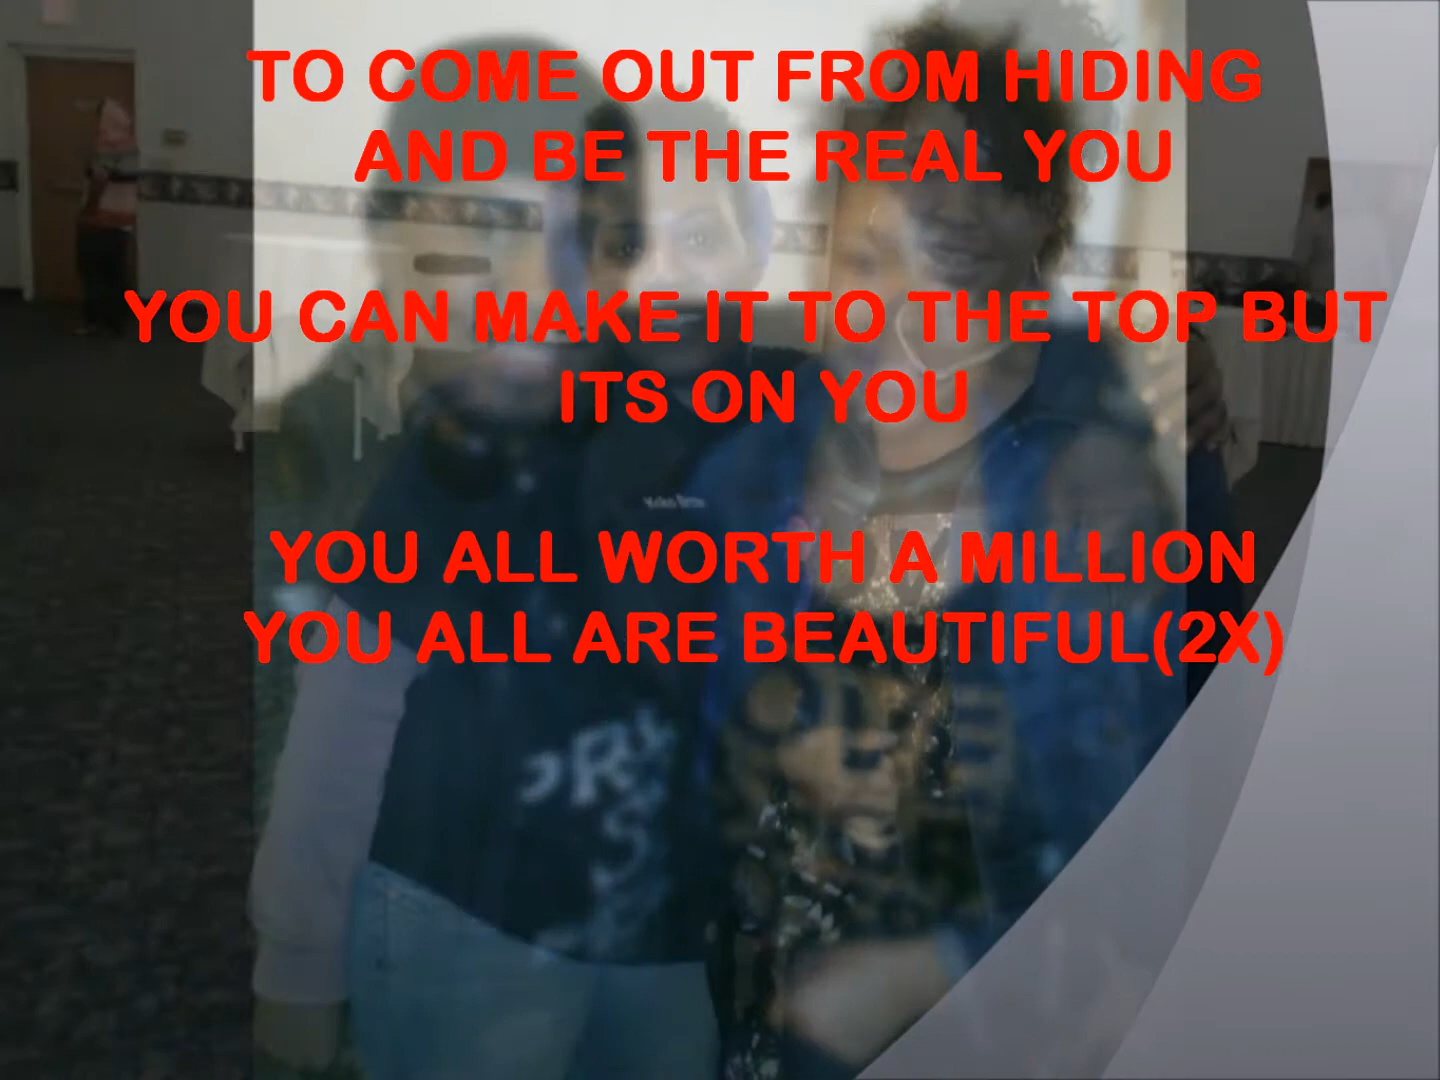 TO COME OUT FROM HIDING
AND BE THE REAL YOU
YOU CAN MAKE IT TO THE TOP BUT
ITS ON YOU
YOU ALL WORTH A MILLION
YOU ALL ARE BEAUTIFUL(2X)